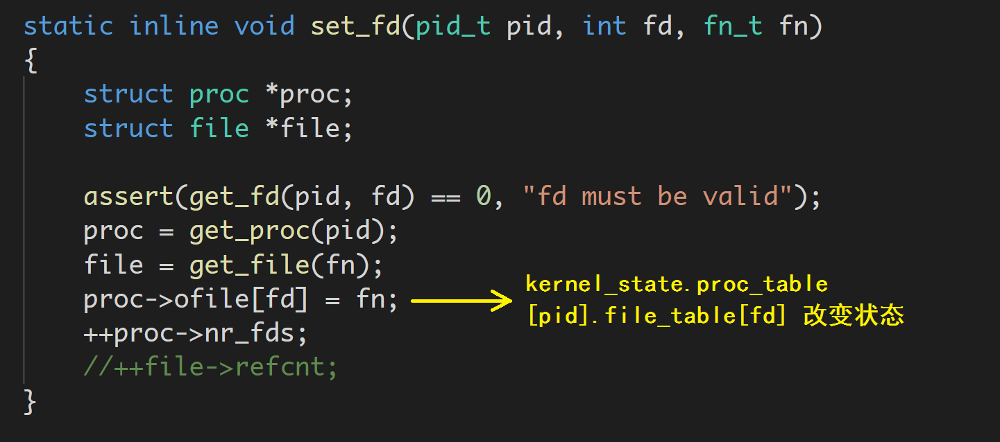 static inline void set_fd(pid_t pid, int fd, fn_t fn)
{
    struct proc *proc;
    struct file *file;
    assert(get_fd(pid, fd) == 0, "fd must be valid");
    proc = get_proc(pid);
    file = get_file(fn);
    proc->ofile[fd] = fn;
kernel_state.proc_table
[pid].file_table[fd] 改变状态
    ++proc->nr_fds;
    //++file->refcnt;
}